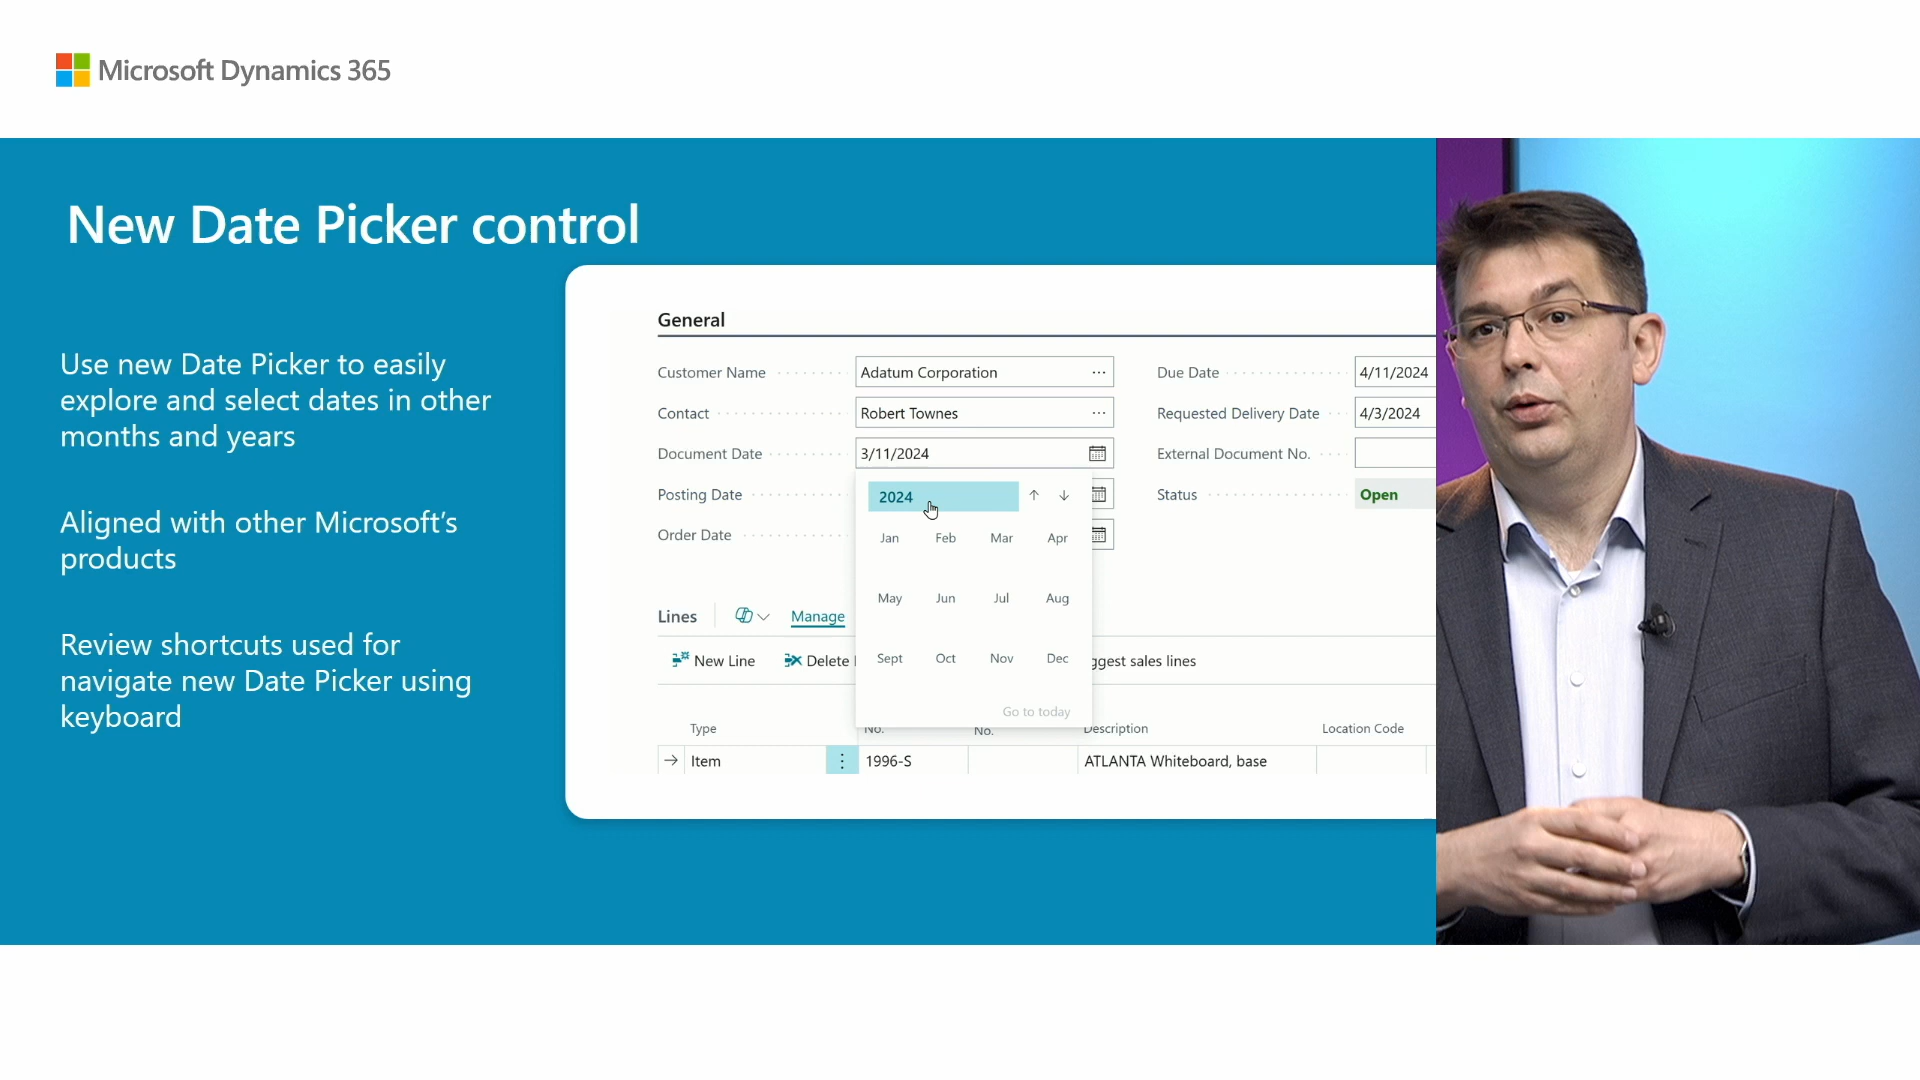 Microsoft Dynamics 365
New Date Picker control
Use new Date Picker to easily
explore and select dates in other
months and years
Aligned with other Microsoft's
products
Review shortcuts used for
navigate new Date Picker using
keyboard
General
Customer Name
Adatum Corporation
Due Date
4/11/2024
Contact
Robert Townes
Requested Delivery Date
4/3/2024
Document Date
3/11/2024
External Document No.
Posting Date
Status
Open
Order Date
2024
Jan Feb Mar Apr
May Jun Jul Aug
Sept Oct Nov Dec
Go to today
Lines
Manage
New Line
Delete
ggest sales lines
Type
No.
No.
Description
Location Code
Item
1996-S
ATLANTA Whiteboard, base